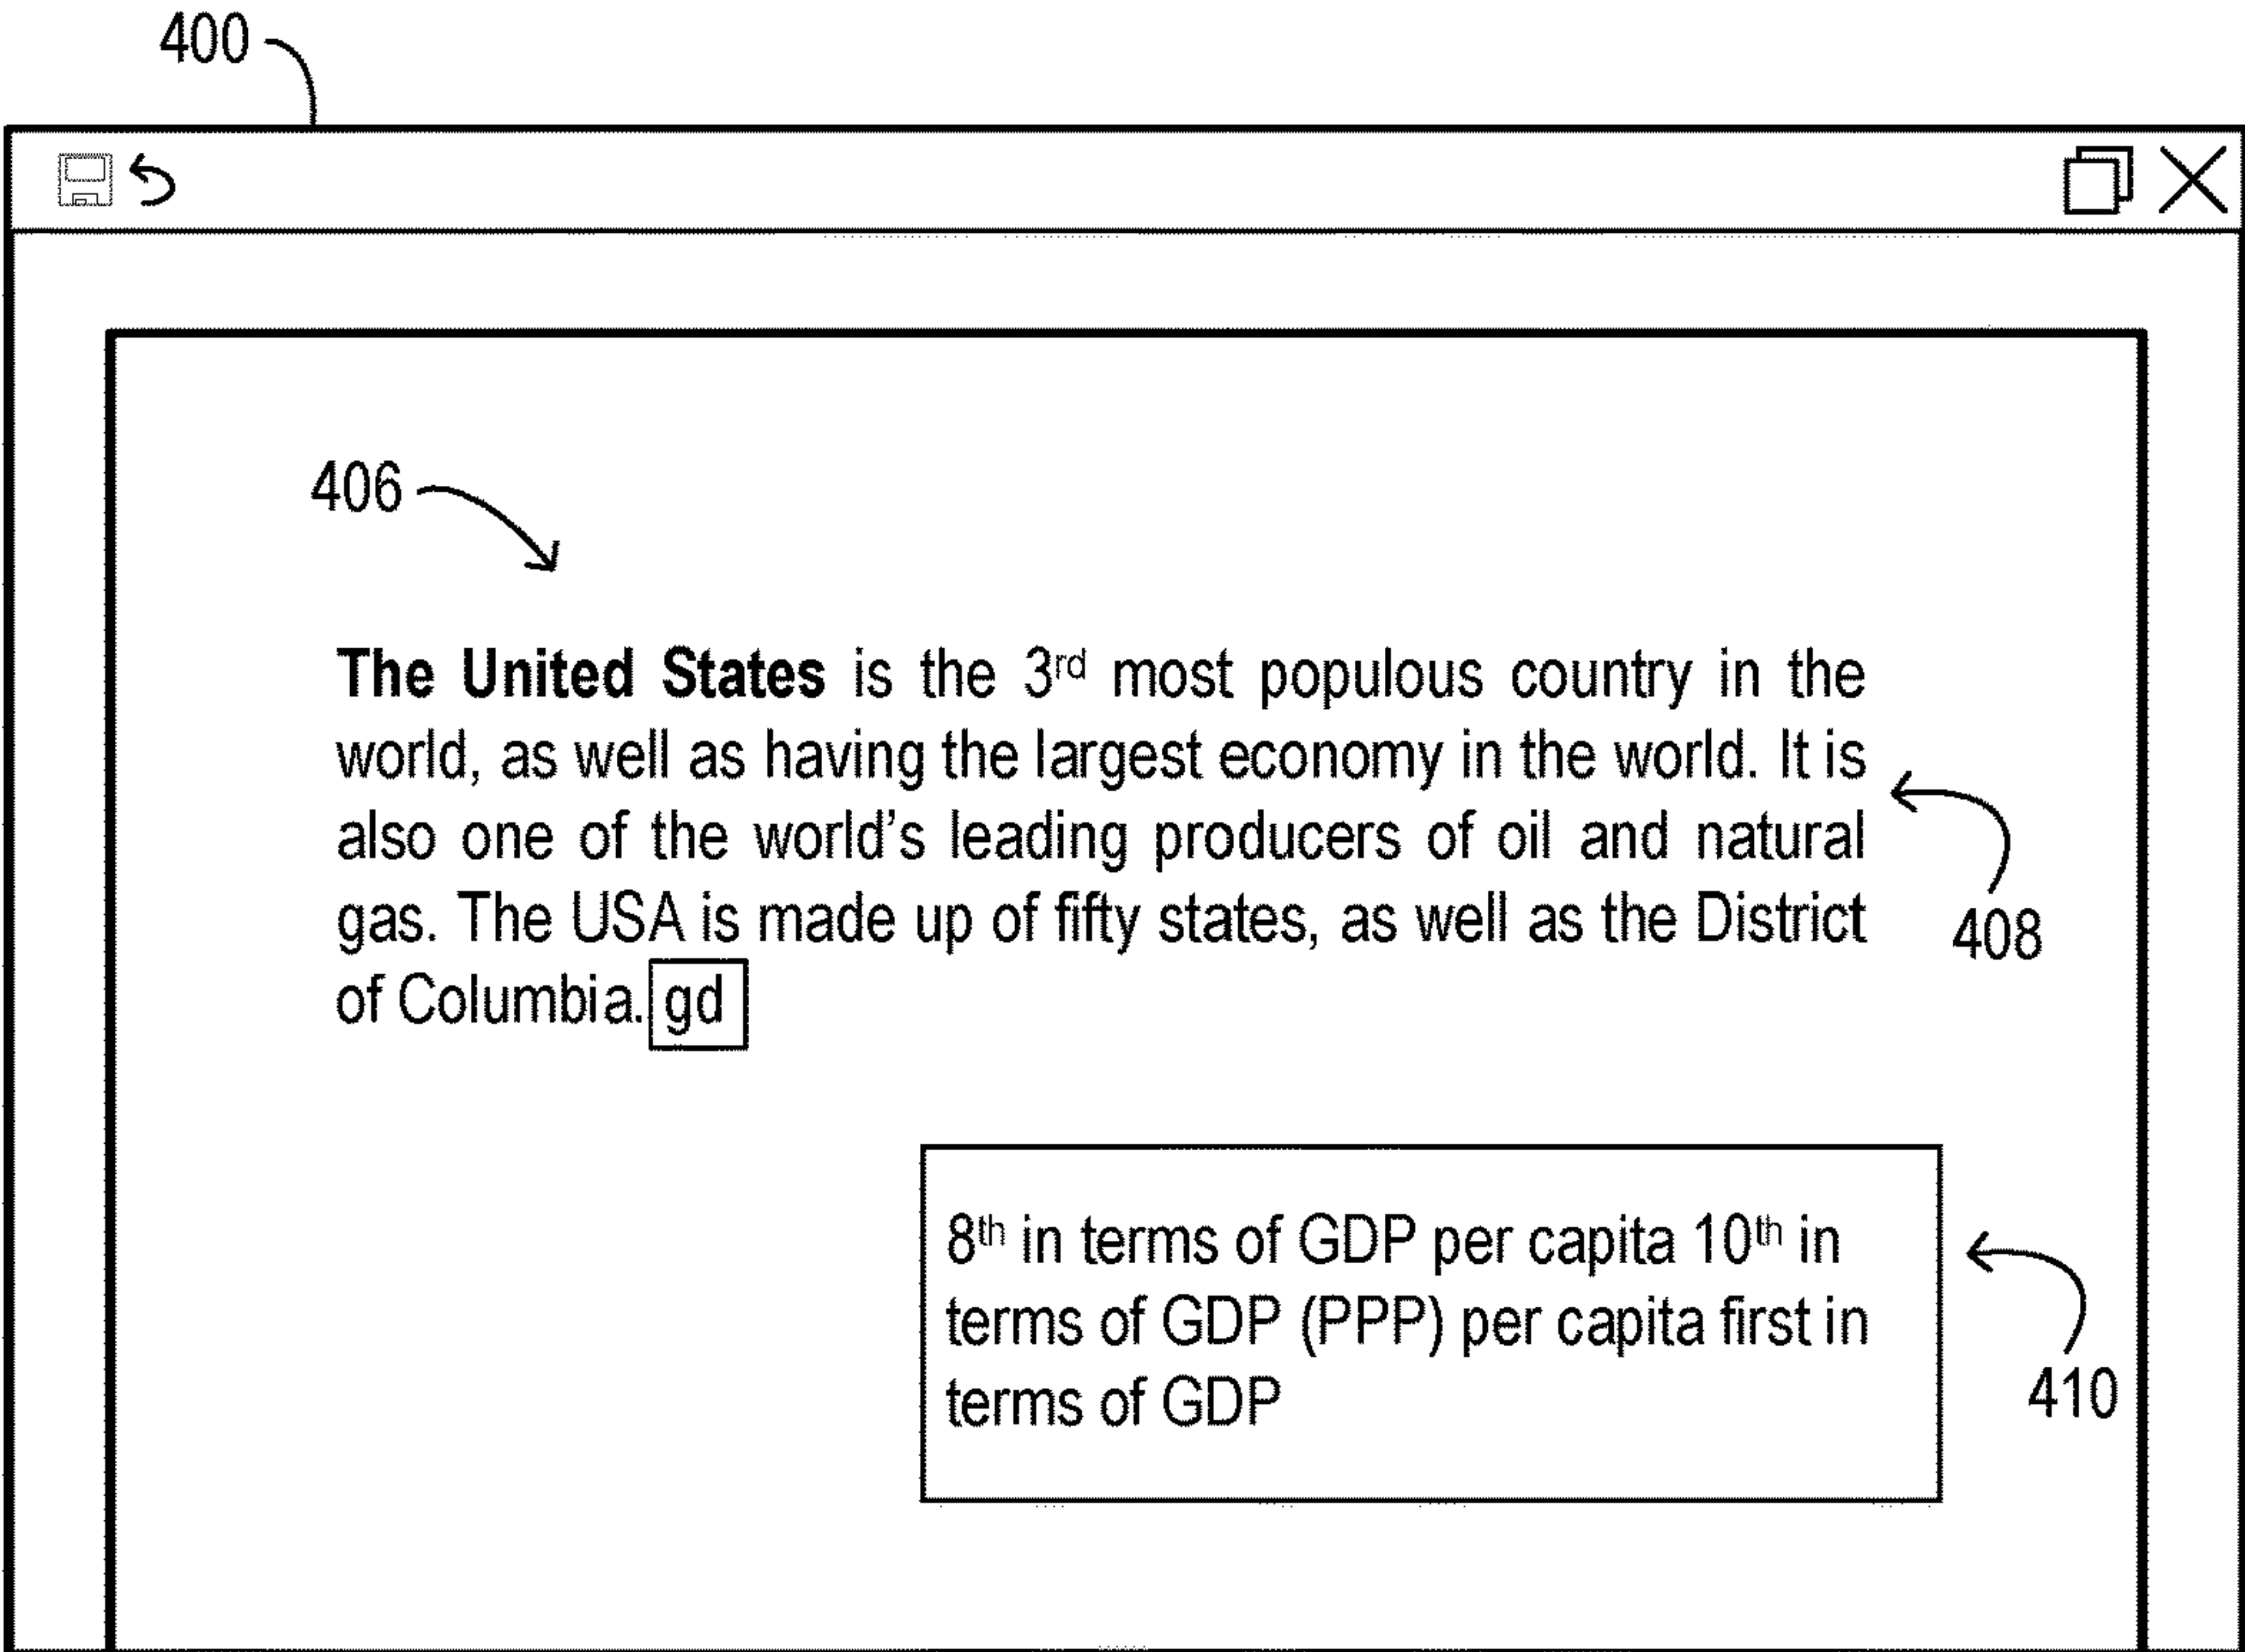 400
406
The United States is the 3rd most populous country in the
world, as well as having the largest economy in the world. It is
also one of the world's leading producers of oil and natural
gas. The USA is made up of fifty states, as well as the District
of Columbia. gd
408
8th in terms of GDP per capita 10th in
terms of GDP (PPP) per capita first in
terms of GDP
410